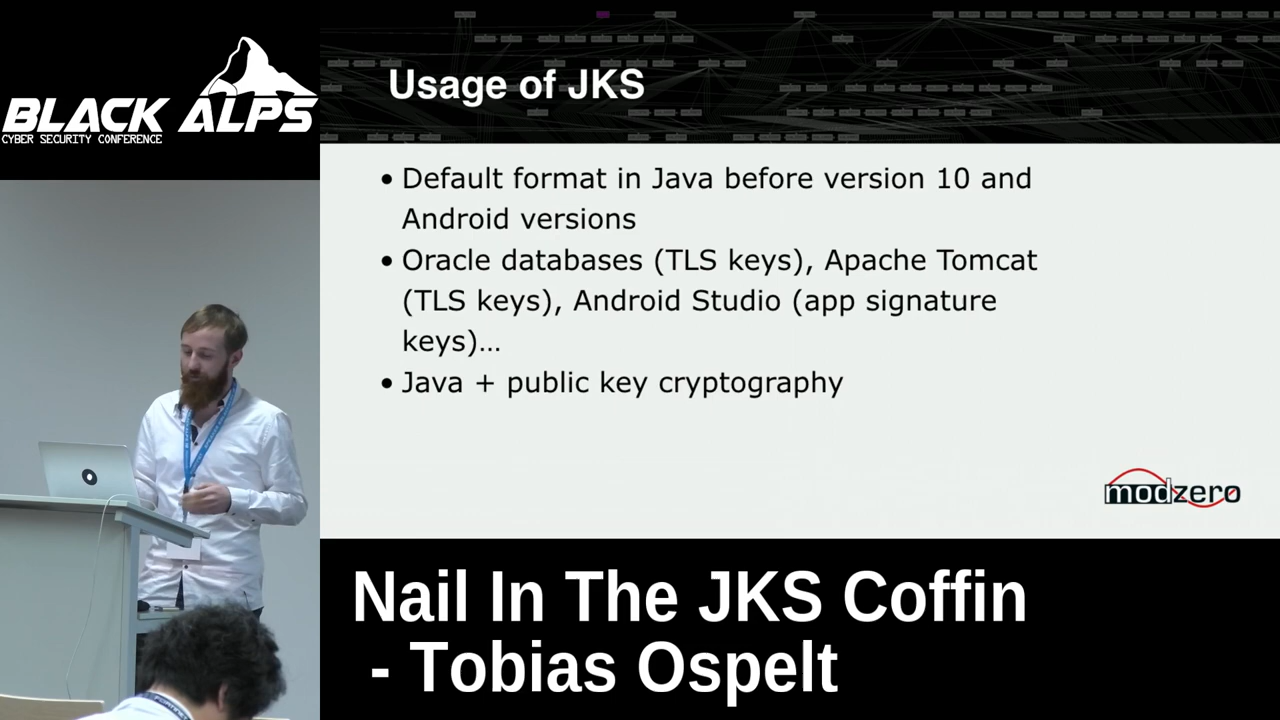 BLACK ALPS
CYBER SECURITY CONFERENCE
Usage of JKS
• Default format in Java before version 10 and
Android versions
• Oracle databases (TLS keys), Apache Tomcat
(TLS keys), Android Studio (app signature
keys)…
• Java + public key cryptography
modzero
Nail In The JKS Coffin
- Tobias Ospelt